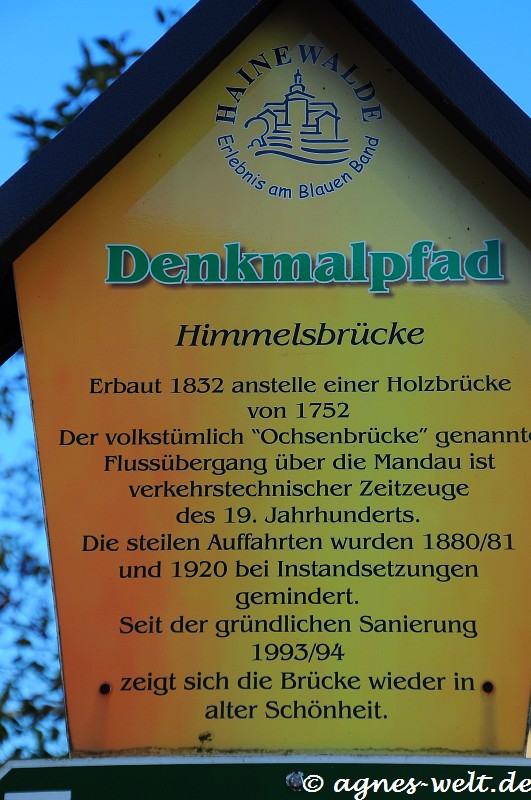 HAINEWALDE
Erlebnis am Blauen Band
Denkmalpfad
Himmelsbrücke
Erbaut 1832 anstelle einer Holzbrücke
von 1752
Der volkstümlich "Ochsenbrücke" genannte
Flussübergang über die Mandau ist
verkehrstechnischer Zeitzeuge
des 19. Jahrhunderts.
Die steilen Auffahrten wurden 1880/81
und 1920 bei Instandsetzungen
gemindert.
Seit der gründlichen Sanierung
1993/94
zeigt sich die Brücke wieder in
alter Schönheit.
© agnes-welt.de